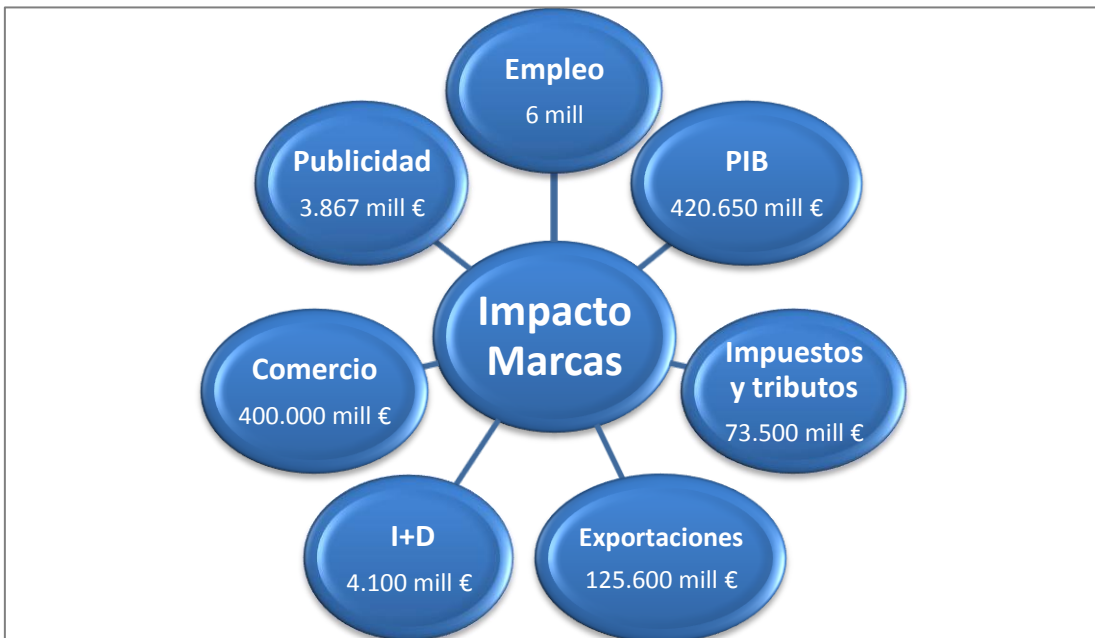 Empleo
6 mill
PIB
420.650 mill €
Impuestos
y tributos
73.500 mill €
Exportaciones
125.600 mill €
I+D
4.100 mill €
Comercio
400.000 mill €
Publicidad
3.867 mill €
Impacto
Marcas